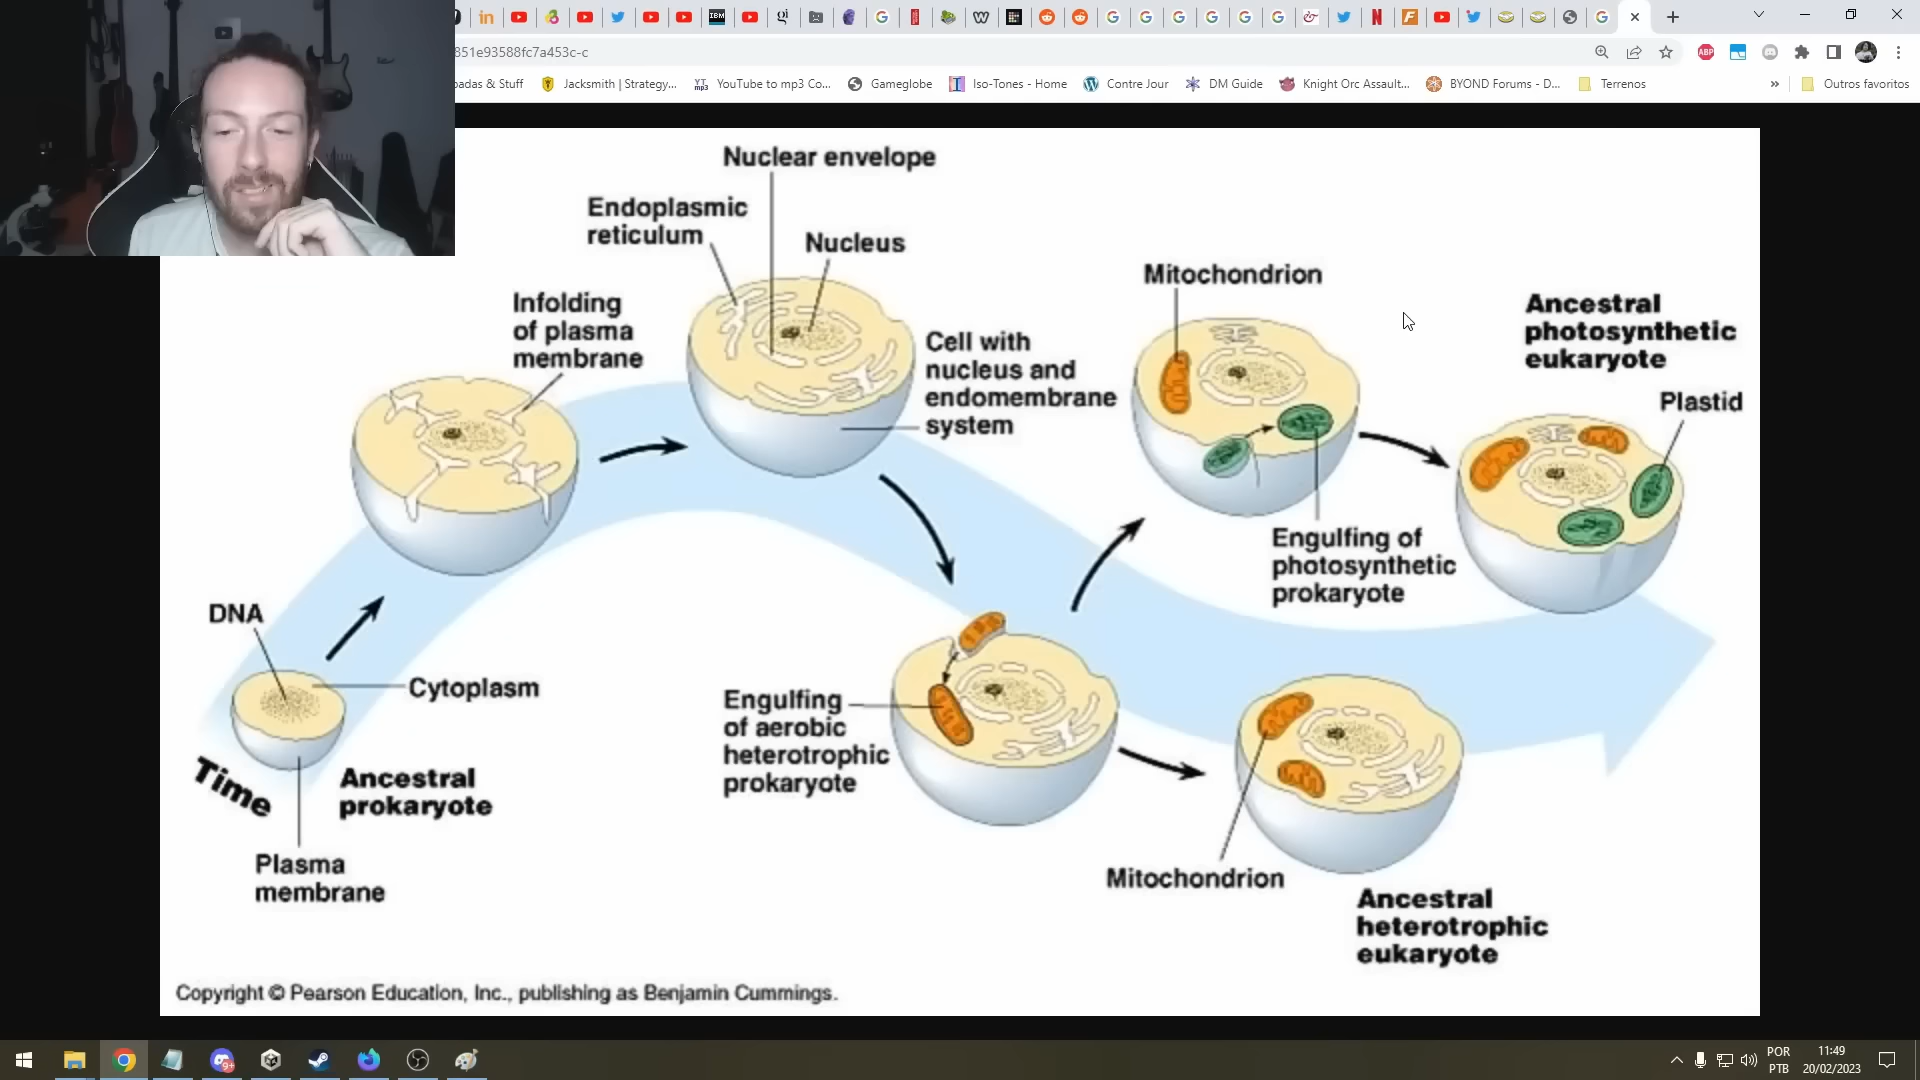 851e93588fc7a453c-c
padas & Stuff
Jacksmith | Strategy...
YouTube to mp3 Co...
Gameglobe
Iso-Tones - Home
Contre Jour
DM Guide
Knight Orc Assault...
BYOND Forums - D...
Terrenos
»
Outros favoritos
Nuclear envelope
Endoplasmic
reticulum
Nucleus
Infolding
of plasma
membrane
Cell with
nucleus and
endomembrane
system
Mitochondrion
Ancestral
photosynthetic
eukaryote
Plastid
Engulfing of
photosynthetic
prokaryote
DNA
Cytoplasm
Time
Ancestral
prokaryote
Plasma
membrane
Engulfing
of aerobic
heterotrophic
prokaryote
Mitochondrion
Ancestral
heterotrophic
eukaryote
Copyright © Pearson Education, Inc., publishing as Benjamin Cummings.
POR
PTB
11:49
20/02/2023